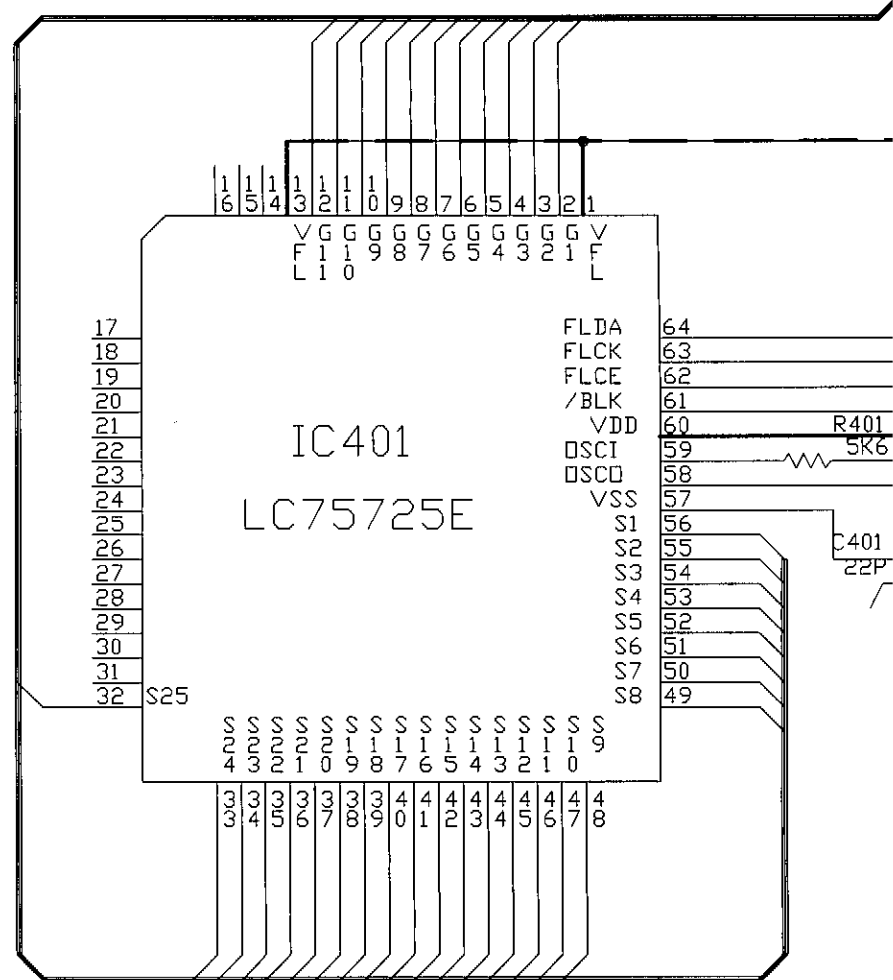 16 15 14 13 12 11 10 9 8 7 6 5 4 3 2 1
VFL G11 G10 G9 G8 G7 G6 G5 G4 G3 G2 G1 VFL
17
18
19
20
21
22
23
24
25
26
27
28
29
30
31
32 S25
IC401
LC75725E
FLDA 64
FLCK 63
FLCE 62
/BLK 61
VDD 60
OSCI 59
OSCO 58
VSS 57
S1 56
S2 55
S3 54
S4 53
S5 52
S6 51
S7 50
S8 49
R401
5K6
C401
22P
S24 S23 S22 S21 S20 S19 S18 S17 S16 S15 S14 S13 S12 S11 S10 S9
33 34 35 36 37 38 39 40 41 42 43 44 45 46 47 48